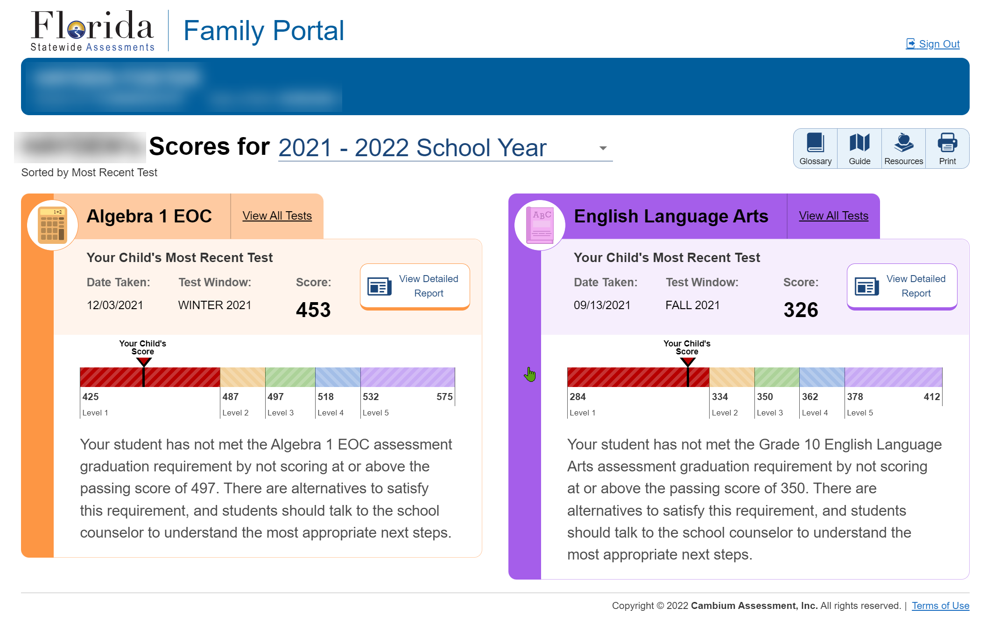 Florida
Statewide Assessments
Family Portal
Sign Out
Scores for 2021 - 2022 School Year
Sorted by Most Recent Test
Glossary
Guide
Resources
Print
1+2
Algebra 1 EOC
View All Tests
Your Child's Most Recent Test
Date Taken: Test Window: Score:
12/03/2021 WINTER 2021 453
View Detailed
Report
Your Child's
Score
425 487 497 518 532 575
Level 1 Level 2 Level 3 Level 4 Level 5
Your student has not met the Algebra 1 EOC assessment
graduation requirement by not scoring at or above the
passing score of 497. There are alternatives to satisfy
this requirement, and students should talk to the school
counselor to understand the most appropriate next steps.
ABC
English Language Arts
View All Tests
Your Child's Most Recent Test
Date Taken: Test Window: Score:
09/13/2021 FALL 2021 326
View Detailed
Report
Your Child's
Score
284 334 350 362 378 412
Level 1 Level 2 Level 3 Level 4 Level 5
Your student has not met the Grade 10 English Language
Arts assessment graduation requirement by not scoring
at or above the passing score of 350. There are
alternatives to satisfy this requirement, and students
should talk to the school counselor to understand the
most appropriate next steps.
Copyright © 2022 Cambium Assessment, Inc. All rights reserved. | Terms of Use